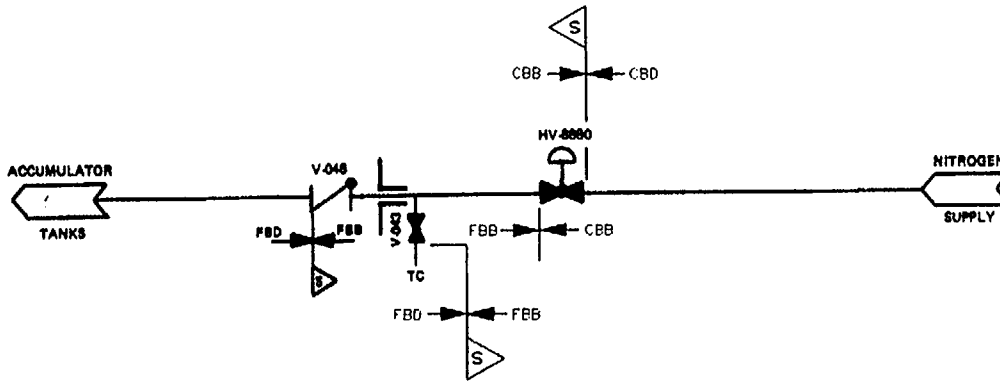 S
CBB CBD
HV-8880
ACCUMULATOR
TANKS
V-046
FBD FBB
S
V-043
TC
FBB CBB
NITROGEN
SUPPLY
FBD FBB
S